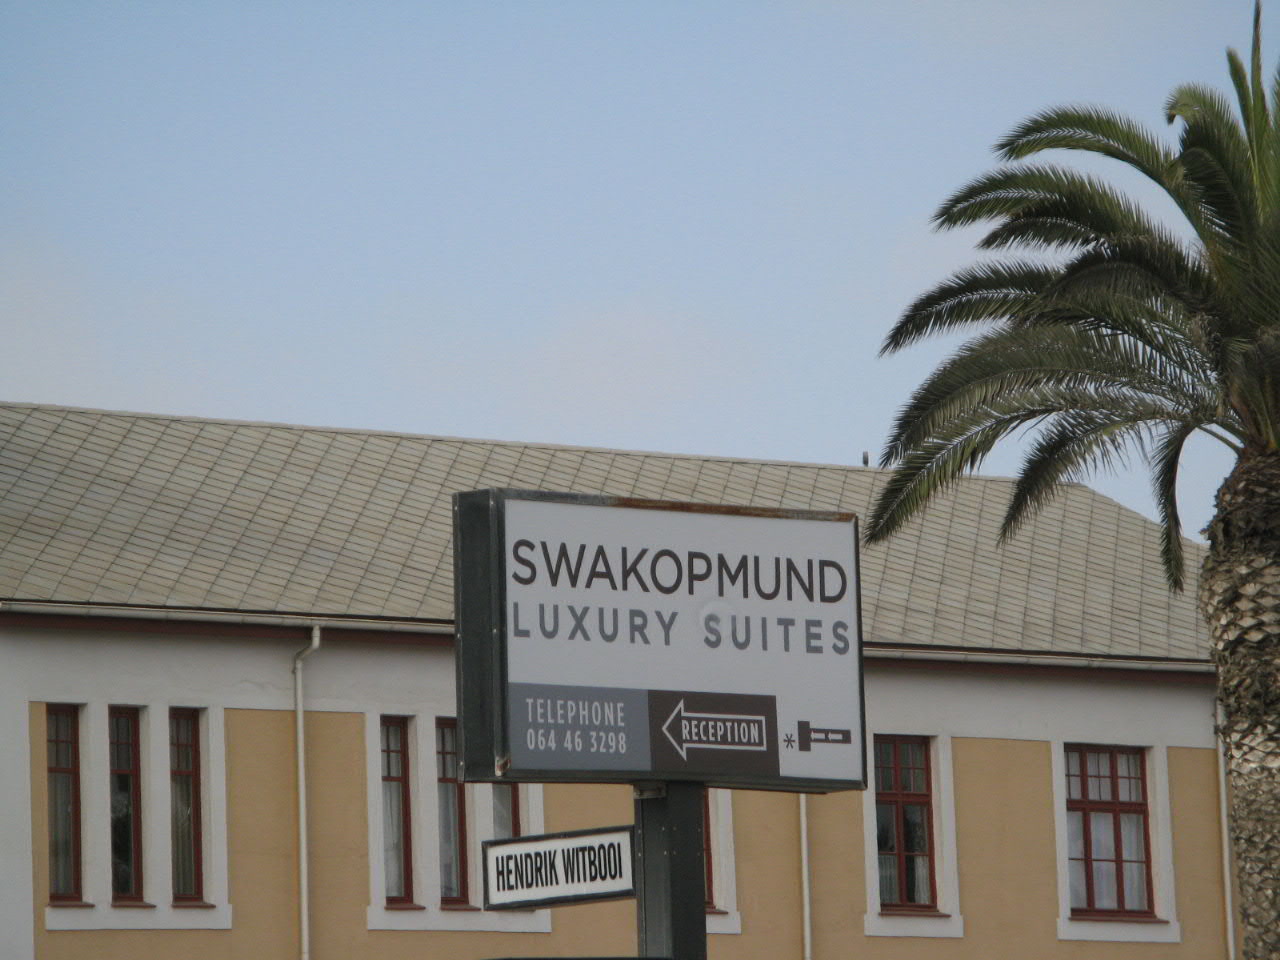 SWAKOPMUND
LUXURY SUITES
TELEPHONE
064 46 3298
RECEPTION
*
HENDRIK WITBOOI